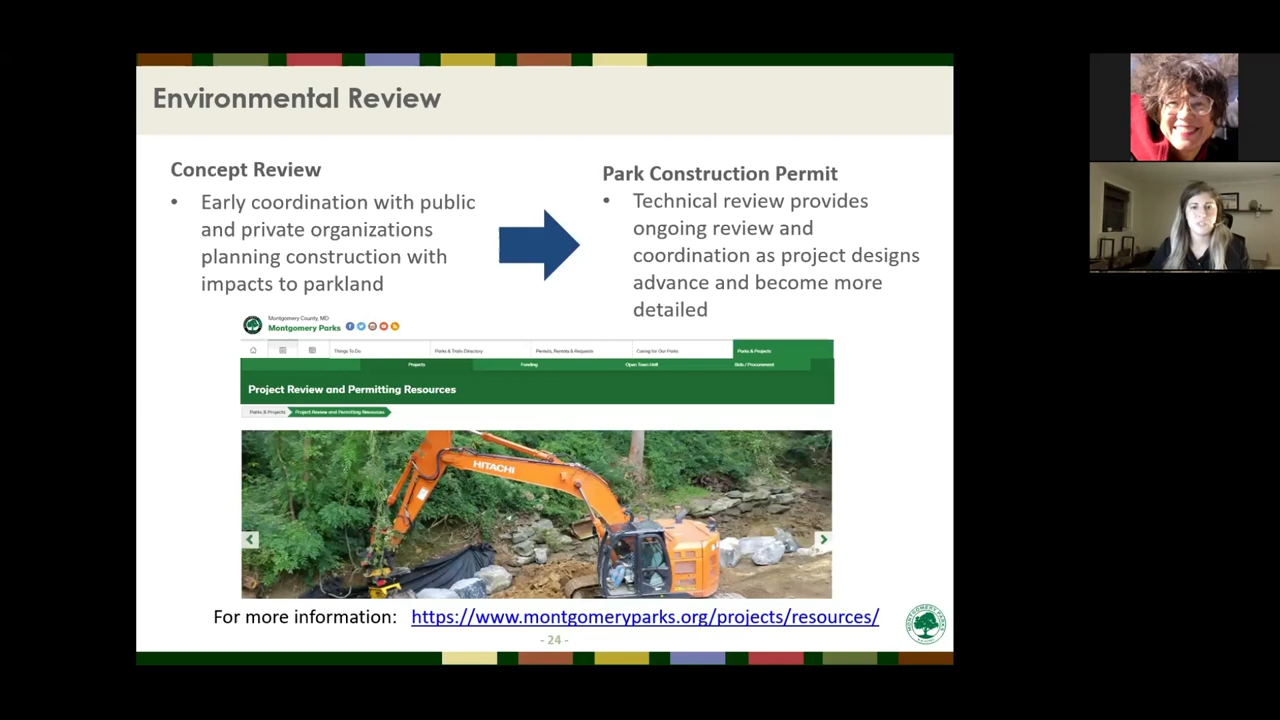 Environmental Review
Concept Review
• Early coordination with public
and private organizations
planning construction with
impacts to parkland
Park Construction Permit
• Technical review provides
ongoing review and
coordination as project designs
advance and become more
detailed
Montgomery County, MD
Montgomery Parks
Things To Do
Parks & Trails Directory
Permits, Rentals & Requests
Caring for Our Parks
Parks & Projects
Projects
Funding
Open Town Hall
Bids / Procurement
Project Review and Permitting Resources
Parks & Projects
Project Review and Permitting Resources
HITACHI
For more information: https://www.montgomeryparks.org/projects/resources/
MONTGOMERY PARKS
- 24 -